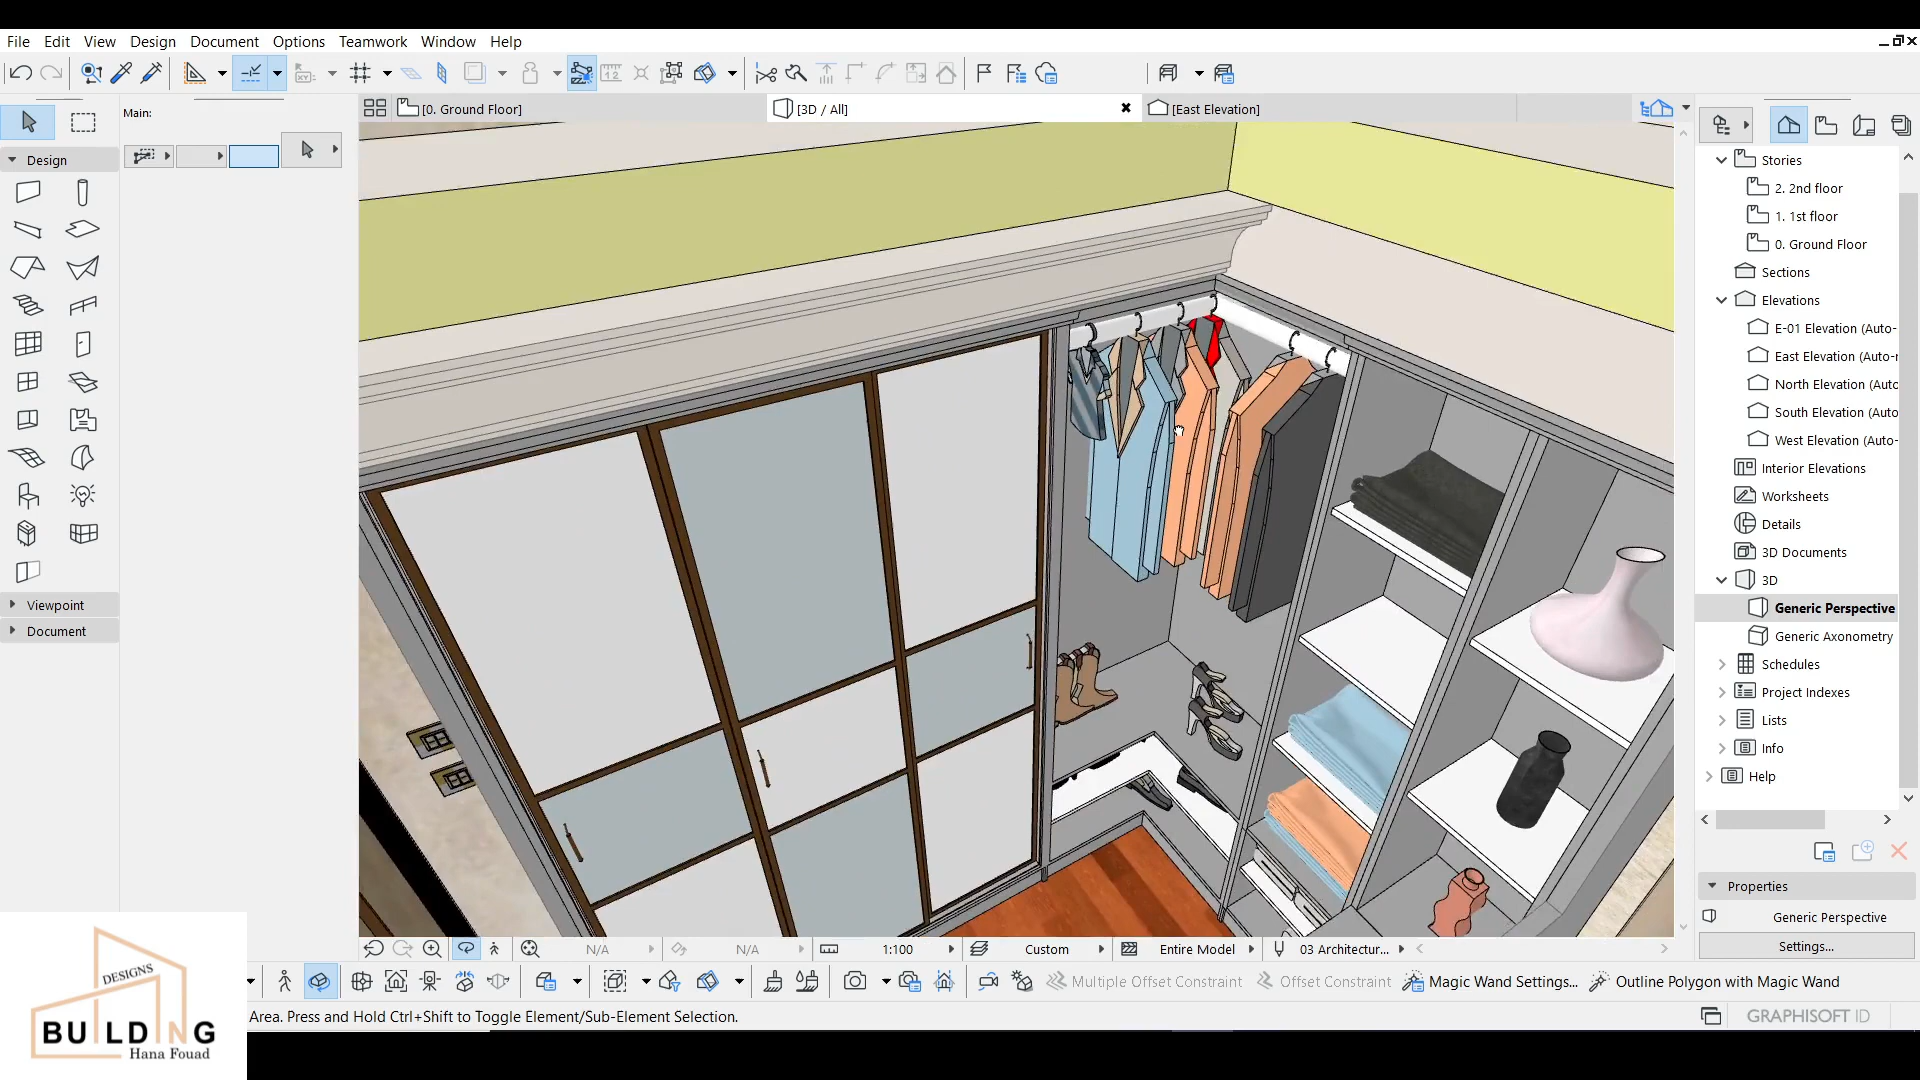 File Edit View Design Document Options Teamwork Window Help
[0. Ground Floor] [3D / All] [East Elevation]
Main:
Design
Viewpoint
Document
Stories
2. 2nd floor
1. 1st floor
0. Ground Floor
Sections
Elevations
E-01 Elevation (Auto-
East Elevation (Auto-r
North Elevation (Auto
South Elevation (Auto
West Elevation (Auto-
Interior Elevations
Worksheets
Details
3D Documents
3D
Generic Perspective
Generic Axonometry
Schedules
Project Indexes
Lists
Info
Help
Properties
Generic Perspective
Settings...
N/A N/A 1:100 Custom Entire Model 03 Architectur...
Multiple Offset Constraint Offset Constraint Magic Wand Settings... Outline Polygon with Magic Wand
Area. Press and Hold Ctrl+Shift to Toggle Element/Sub-Element Selection.
GRAPHISOFT ID
DESIGNS
BUILDING
Hana Fouad